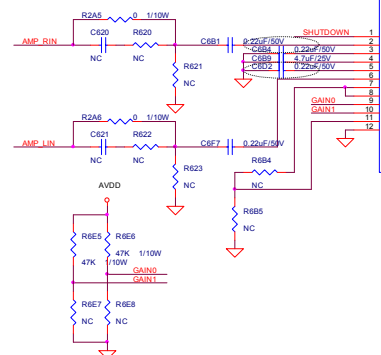 R2A5 0 1/10W
C620 R620
AMP_RIN
NC NC
R621
NC
C6B1 0.22uF/50V
C6B4 0.22uF/50V
C6B9 4.7uF/25V
C6D2 0.22uF/50V
SHUTDOWN
1
2
3
4
5
6
7
8
GAIN0 9
GAIN1 10
11
12
R2A6 0 1/10W
C621 R622
AMP_LIN
NC NC
R623
NC
C6F7 0.22uF/50V
R6B4
NC
R6B5
NC
AVDD
R6E5 R6E6
47K 1/10W
47K 1/10W
GAIN0
GAIN1
R6E7 R6E8
NC NC